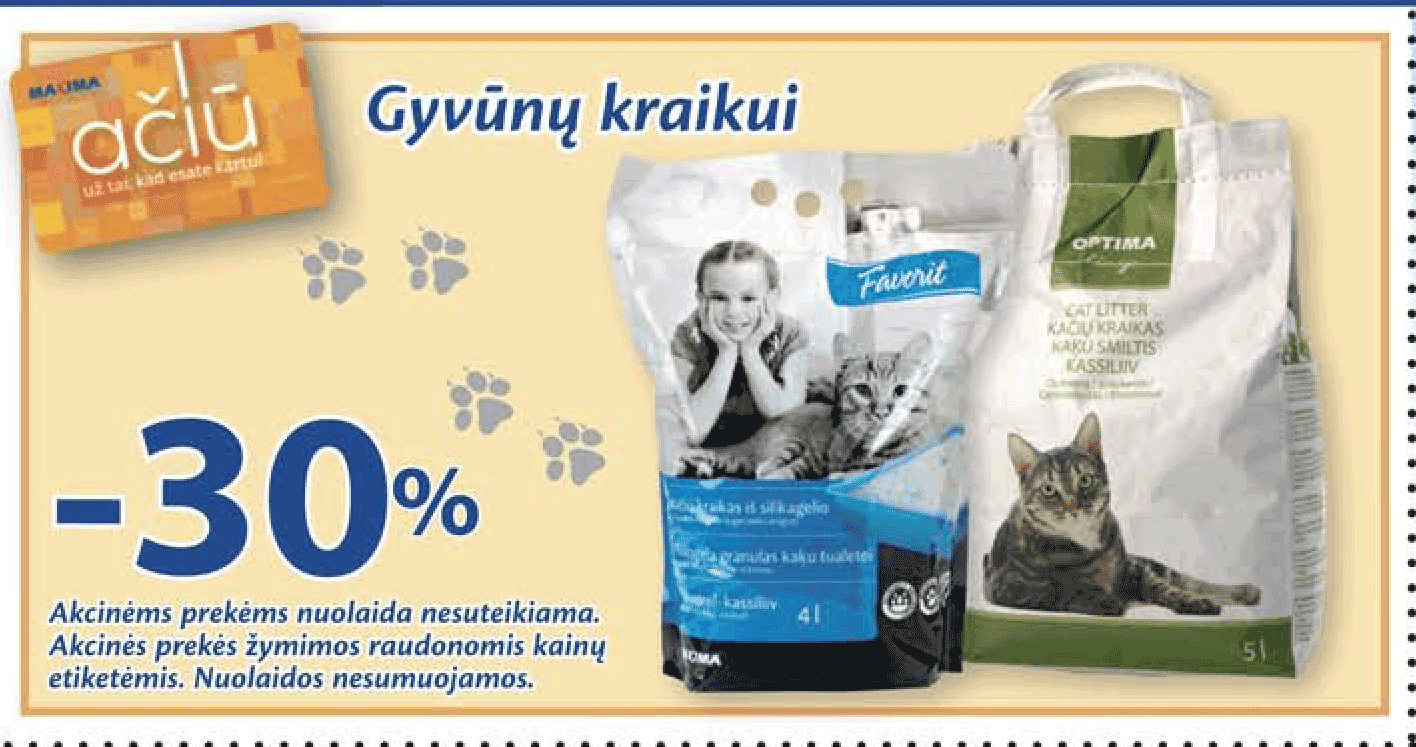 MAXIMA
ačiū
už tai, kad esate kartu!
Gyvūnų kraikui
Favorit
OPTIMA
CAT LITTER
KAČIŲ KRAIKAS
KAĶU SMILTIS
KASSILIIV
kraikas iš silikagelio
granulas kaķu tualetei
kassiliiv
4 l
5 l
-30%
Akcinėms prekėms nuolaida nesuteikiama.
Akcinės prekės žymimos raudonomis kainų
etiketėmis. Nuolaidos nesumuojamos.